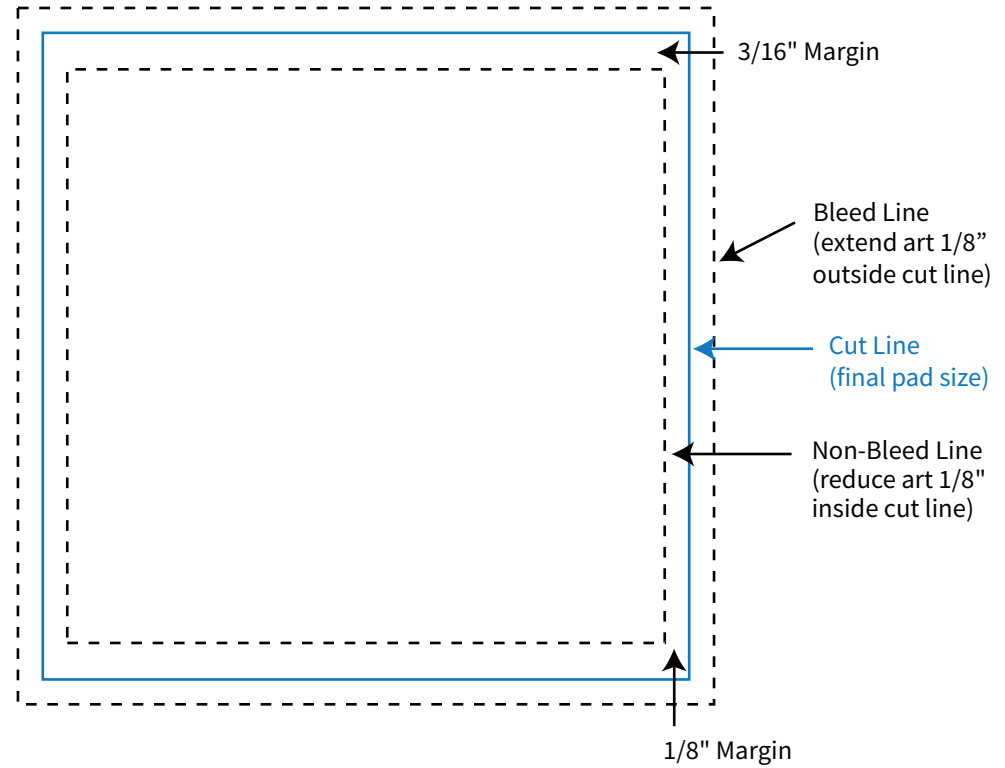 3/16" Margin
Bleed Line
(extend art 1/8”
outside cut line)
Cut Line
(final pad size)
Non-Bleed Line
(reduce art 1/8"
inside cut line)
1/8" Margin